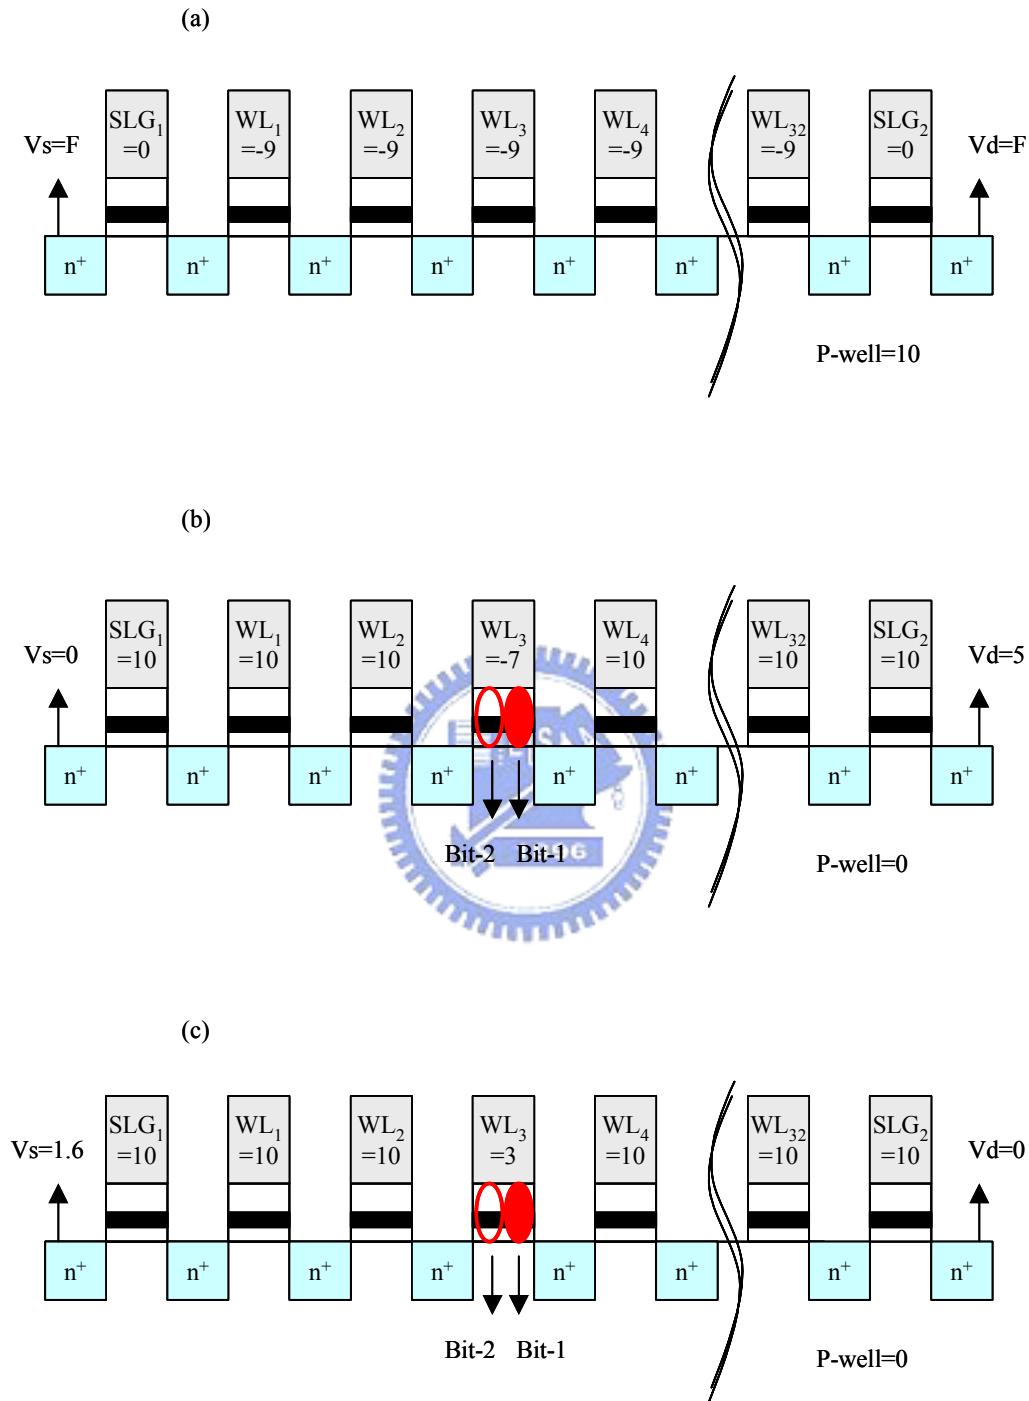 (a)
SLG₁ =0
WL₁ =-9
WL₂ =-9
WL₃ =-9
WL₄ =-9
WL₃₂ =-9
SLG₂ =0
Vs=F
Vd=F
n⁺ n⁺ n⁺ n⁺ n⁺ n⁺ n⁺ n⁺
P-well=10
(b)
SLG₁ =10
WL₁ =10
WL₂ =10
WL₃ =-7
WL₄ =10
WL₃₂ =10
SLG₂ =10
Vs=0
Vd=5
n⁺ n⁺ n⁺ n⁺ n⁺ n⁺ n⁺ n⁺
Bit-2 Bit-1
P-well=0
(c)
SLG₁ =10
WL₁ =10
WL₂ =10
WL₃ =3
WL₄ =10
WL₃₂ =10
SLG₂ =10
Vs=1.6
Vd=0
n⁺ n⁺ n⁺ n⁺ n⁺ n⁺ n⁺ n⁺
Bit-2 Bit-1
P-well=0